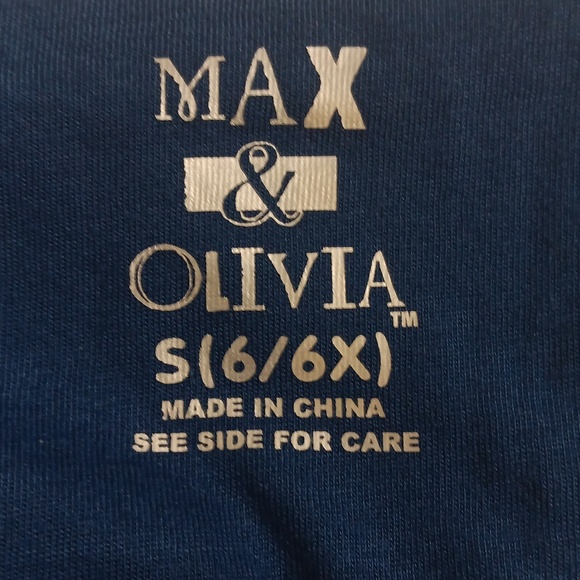 MAX
&
OLIVIA™
S(6/6X)
MADE IN CHINA
SEE SIDE FOR CARE